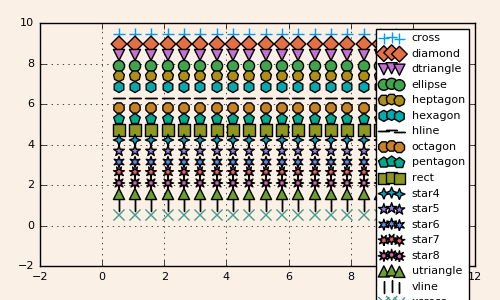 10
8
6
4
2
0
−2
−2
0
2
4
6
8
12
cross
diamond
dtriangle
ellipse
heptagon
hexagon
hline
octagon
pentagon
rect
star4
star5
star6
star7
star8
utriangle
vline
xcross